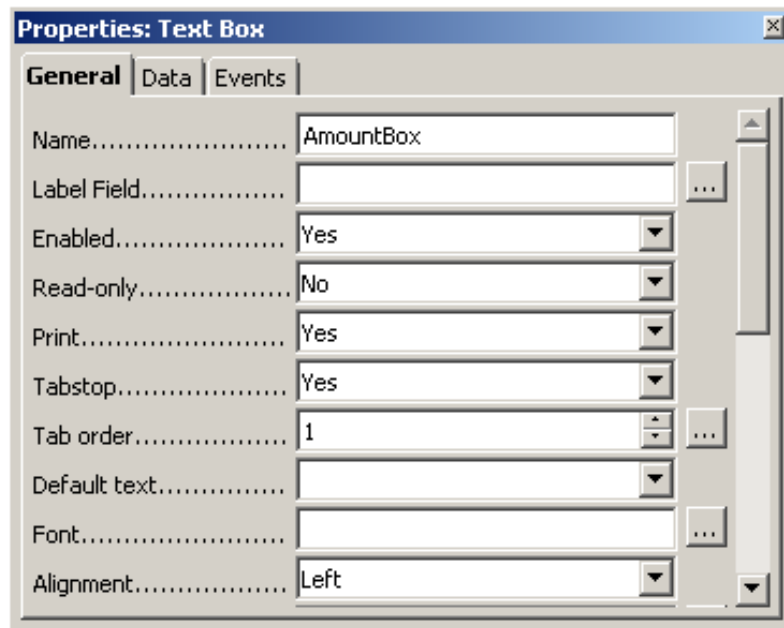 Properties: Text Box
General Data Events
Name...................... AmountBox
Label Field................ ...
Enabled.................... Yes
Read-only.................. No
Print........................ Yes
Tabstop.................... Yes
Tab order.................. 1 ...
Default text...............
Font........................ ...
Alignment................. Left